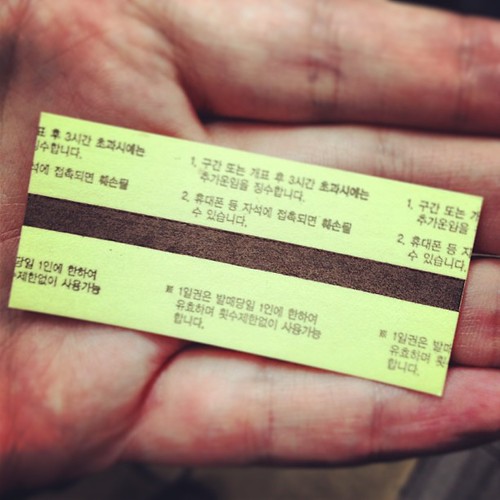 표 후 3시간 초과시에는
징수합니다.
석에 접촉되면 훼손될
당일 1인에 한하여
수제한없이 사용가능
1. 구간 또는 개표 후 3시간 초과시에는
추가운임을 징수합니다.
2. 휴대폰 등 자석에 접촉되면 훼손될
수 있습니다.
※ 1일권은 발매당일 1인에 한하여
유효하며 횟수제한없이 사용가능
합니다.
1. 구간 또는 개
추가운임을
2. 휴대폰 등 자
수 있습니다.
※ 1일권은 발매
유효하며 횟
합니다.